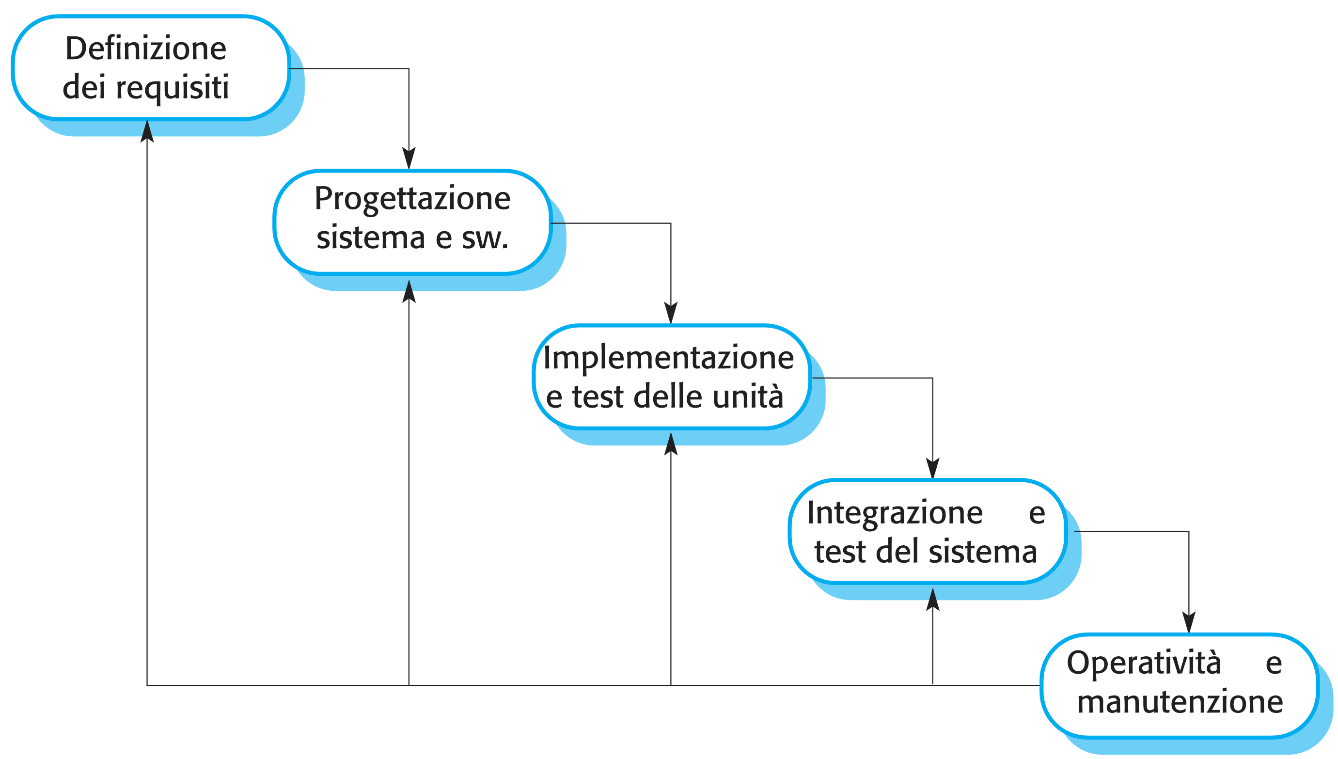 Definizione
dei requisiti
Progettazione
sistema e sw.
Implementazione
e test delle unità
Integrazione e
test del sistema
Operatività e
manutenzione